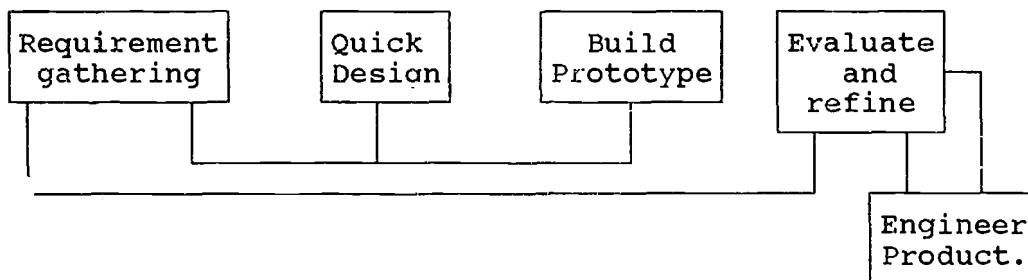 Requirement
gathering
Quick
Design
Build
Prototype
Evaluate
and
refine
Engineer
Product.